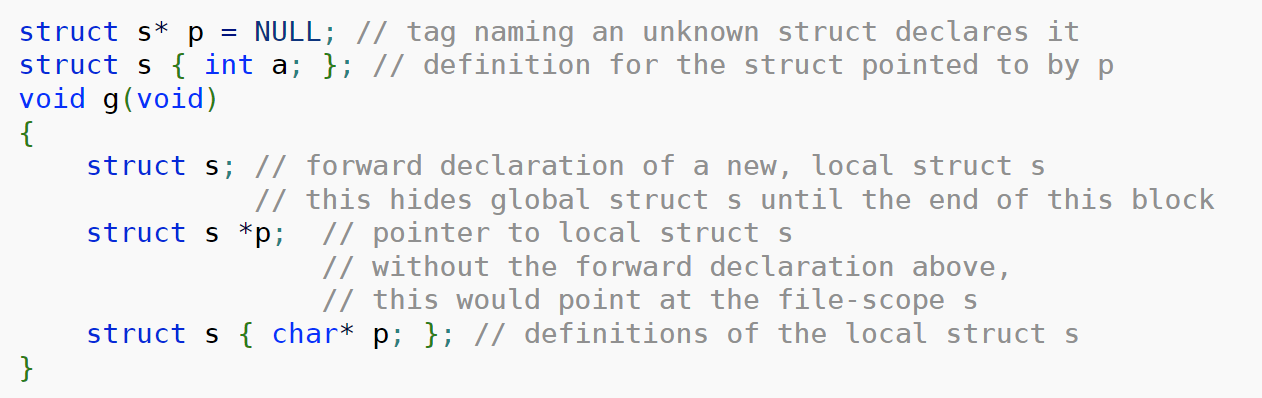 struct s* p = NULL; // tag naming an unknown struct declares it
struct s { int a; }; // definition for the struct pointed to by p
void g(void)
{
    struct s; // forward declaration of a new, local struct s
              // this hides global struct s until the end of this block
    struct s *p;  // pointer to local struct s
                  // without the forward declaration above,
                  // this would point at the file-scope s
    struct s { char* p; }; // definitions of the local struct s
}